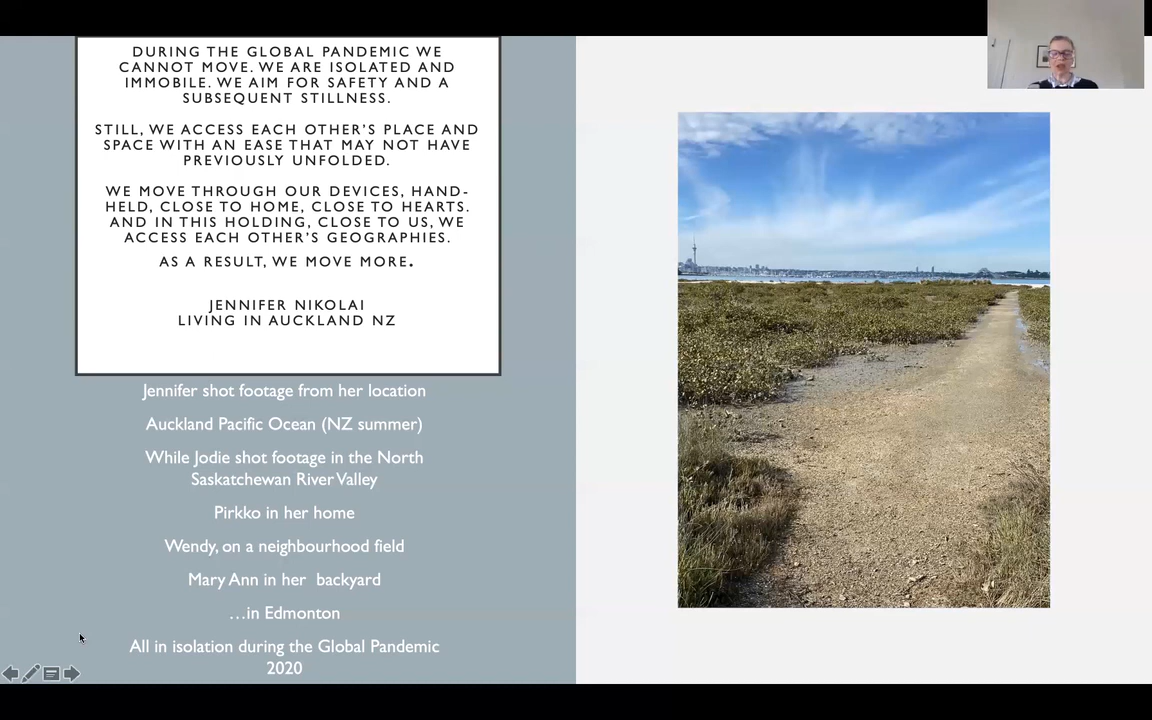 DURING THE GLOBAL PANDEMIC WE
CANNOT MOVE. WE ARE ISOLATED AND
IMMOBILE. WE AIM FOR SAFETY AND A
SUBSEQUENT STILLNESS.
STILL, WE ACCESS EACH OTHER'S PLACE AND
SPACE WITH AN EASE THAT MAY NOT HAVE
PREVIOUSLY UNFOLDED.
WE MOVE THROUGH OUR DEVICES, HAND-
HELD, CLOSE TO HOME, CLOSE TO HEARTS.
AND IN THIS HOLDING, CLOSE TO US, WE
ACCESS EACH OTHER'S GEOGRAPHIES.
AS A RESULT, WE MOVE MORE.
JENNIFER NIKOLAI
LIVING IN AUCKLAND NZ
Jennifer shot footage from her location
Auckland Pacific Ocean (NZ summer)
While Jodie shot footage in the North
Saskatchewan River Valley
Pirkko in her home
Wendy, on a neighbourhood field
Mary Ann in her  backyard
…in Edmonton
All in isolation during the Global Pandemic
2020